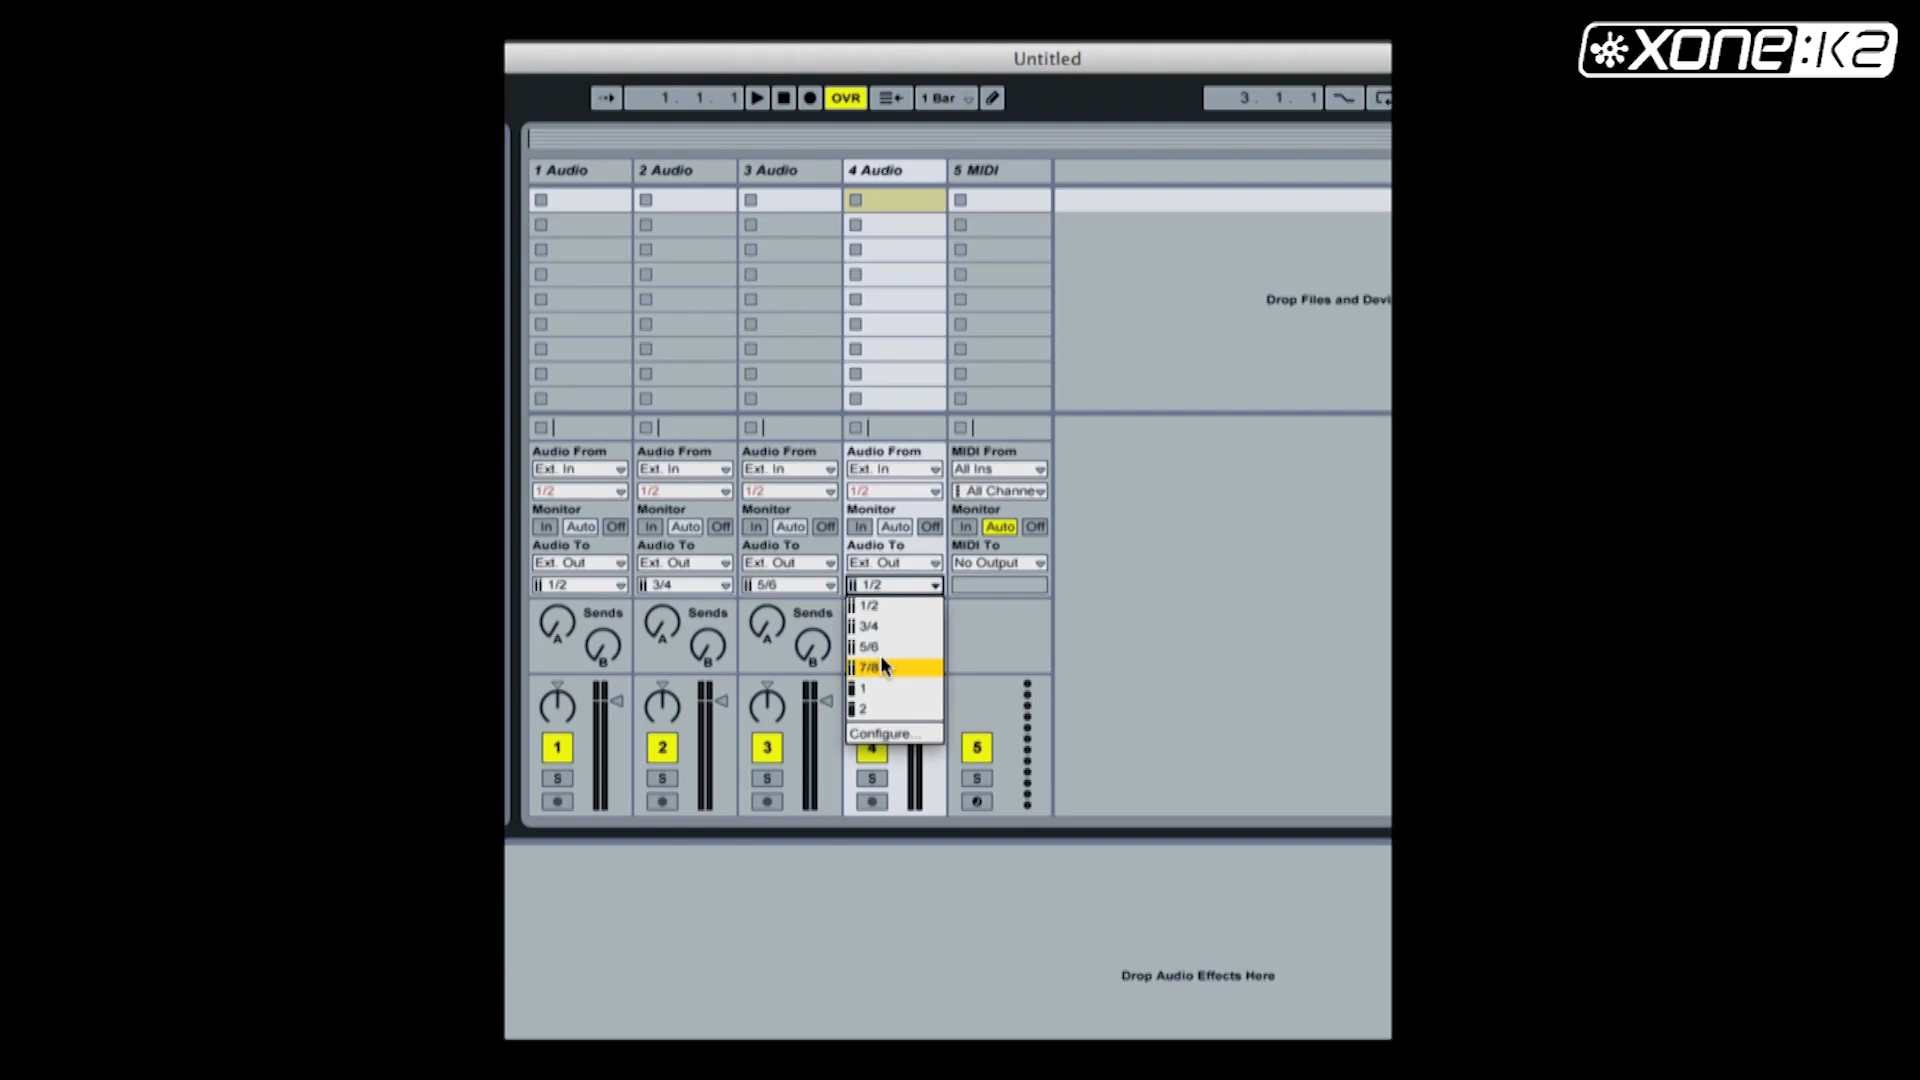 XONE:K2
Untitled
1. 1. 1 OVR 1 Bar 3. 1. 1
1 Audio 2 Audio 3 Audio 4 Audio 5 MIDI
Drop Files and Devi
Audio From Audio From Audio From Audio From MIDI From
Ext. In Ext. In Ext. In Ext. In All Ins
1/2 1/2 1/2 1/2 All Channe
Monitor Monitor Monitor Monitor Monitor
In Auto Off In Auto Off In Auto Off In Auto Off In Auto Off
Audio To Audio To Audio To Audio To MIDI To
Ext. Out Ext. Out Ext. Out Ext. Out No Output
1/2 3/4 5/6 1/2
1/2
3/4
5/6
7/8
1
2
Configure...
Sends Sends Sends
A A A
B B B
1 2 3 4 5
S S S S S
Drop Audio Effects Here